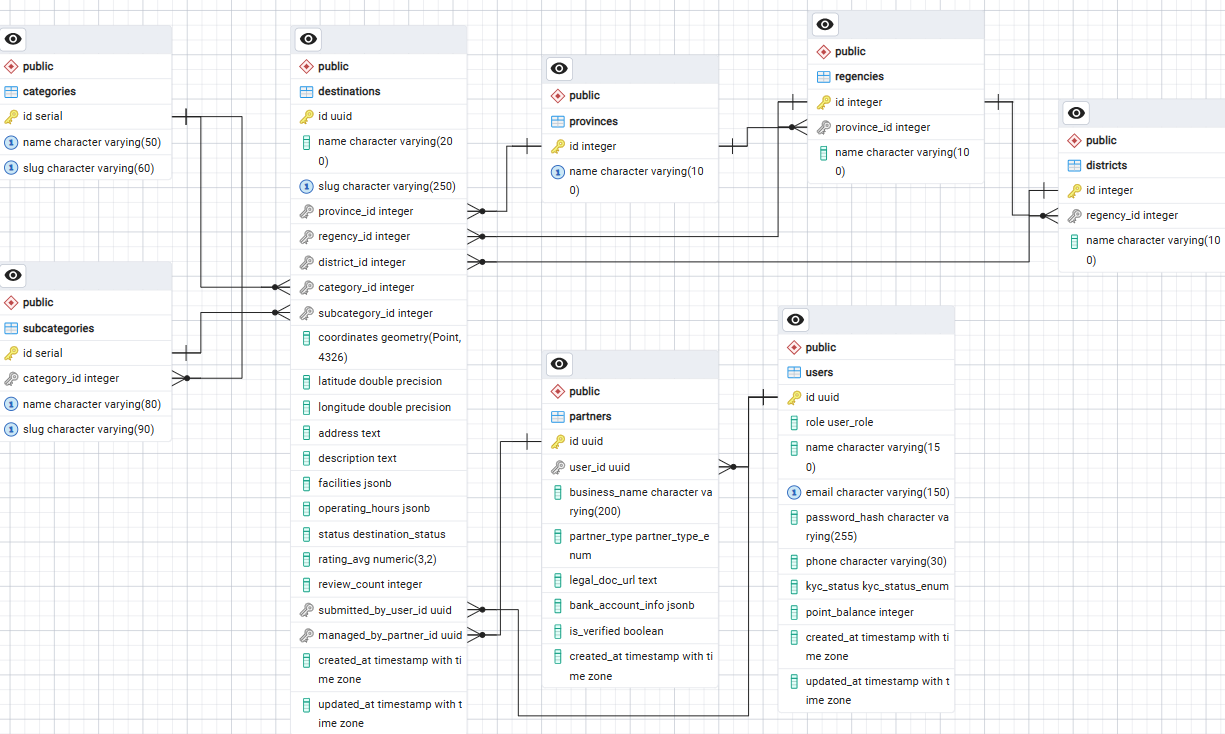 public
categories
id serial
name character varying(50)
slug character varying(60)
public
subcategories
id serial
category_id integer
name character varying(80)
slug character varying(90)
public
destinations
id uuid
name character varying(20
0)
slug character varying(250)
province_id integer
regency_id integer
district_id integer
category_id integer
subcategory_id integer
coordinates geometry(Point,
4326)
latitude double precision
longitude double precision
address text
description text
facilities jsonb
operating_hours jsonb
status destination_status
rating_avg numeric(3,2)
review_count integer
submitted_by_user_id uuid
managed_by_partner_id uuid
created_at timestamp with ti
me zone
updated_at timestamp with t
ime zone
public
provinces
id integer
name character varying(10
0)
public
partners
id uuid
user_id uuid
business_name character va
rying(200)
partner_type partner_type_e
num
legal_doc_url text
bank_account_info jsonb
is_verified boolean
created_at timestamp with ti
me zone
public
regencies
id integer
province_id integer
name character varying(10
0)
public
users
id uuid
role user_role
name character varying(15
0)
email character varying(150)
password_hash character va
rying(255)
phone character varying(30)
kyc_status kyc_status_enum
point_balance integer
created_at timestamp with ti
me zone
updated_at timestamp with t
ime zone
public
districts
id integer
regency_id integer
name character varying(10
0)